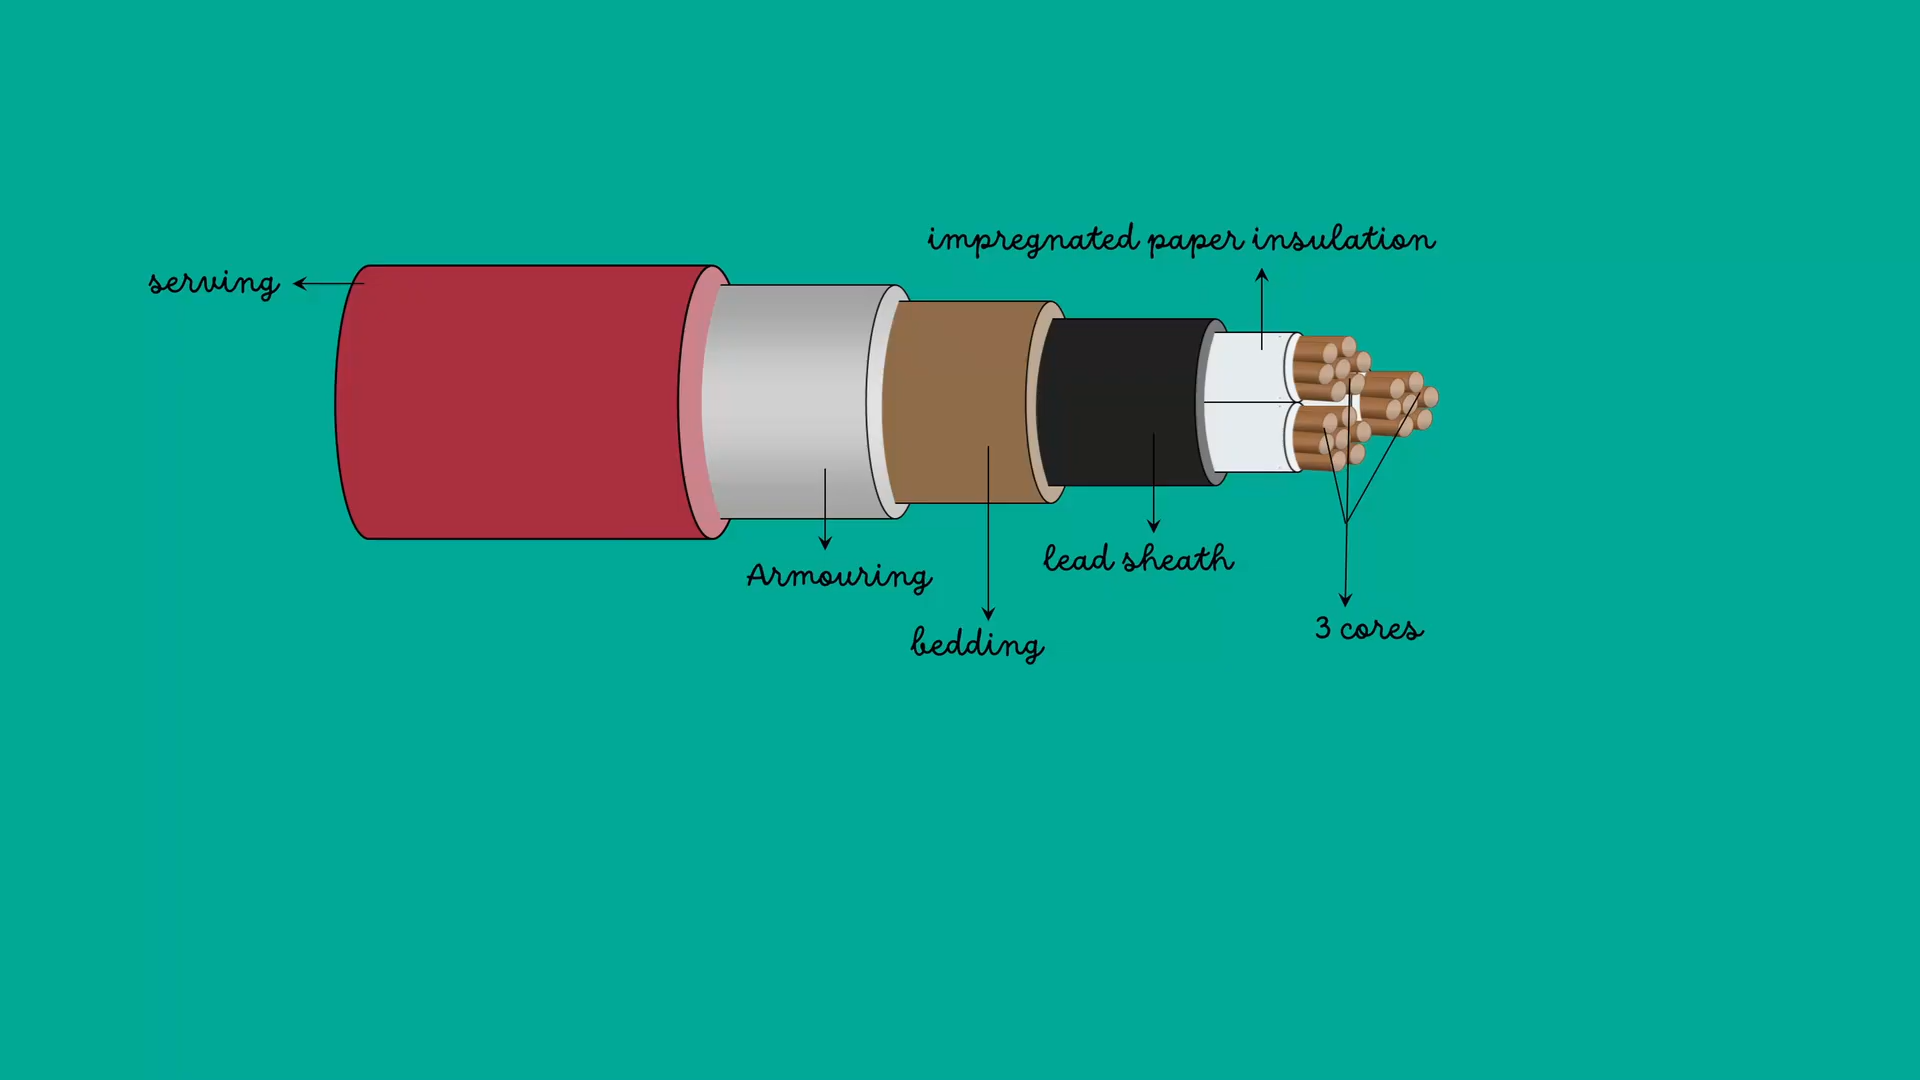 impregnated paper insulation
serving
Armouring
lead sheath
bedding
3 cores